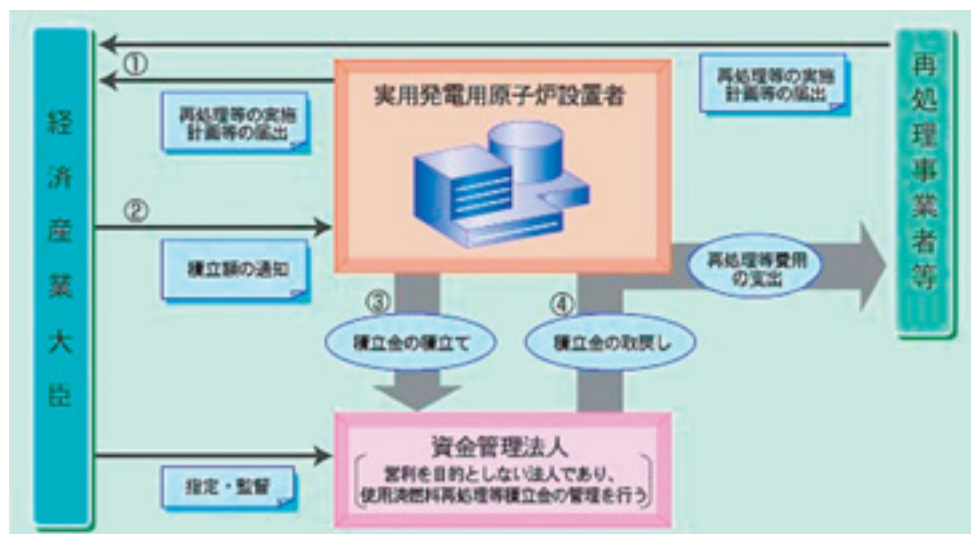 経済産業大臣
①
再処理等の実施
計画等の届出
実用発電用原子炉設置者
再処理等の実施
計画等の届出
再処理事業者等
②
積立額の通知
再処理等費用
の支出
③
積立金の積立て
④
積立金の取戻し
指定・監督
資金管理法人
営利を目的としない法人であり、
使用済燃料再処理等積立金の管理を行う